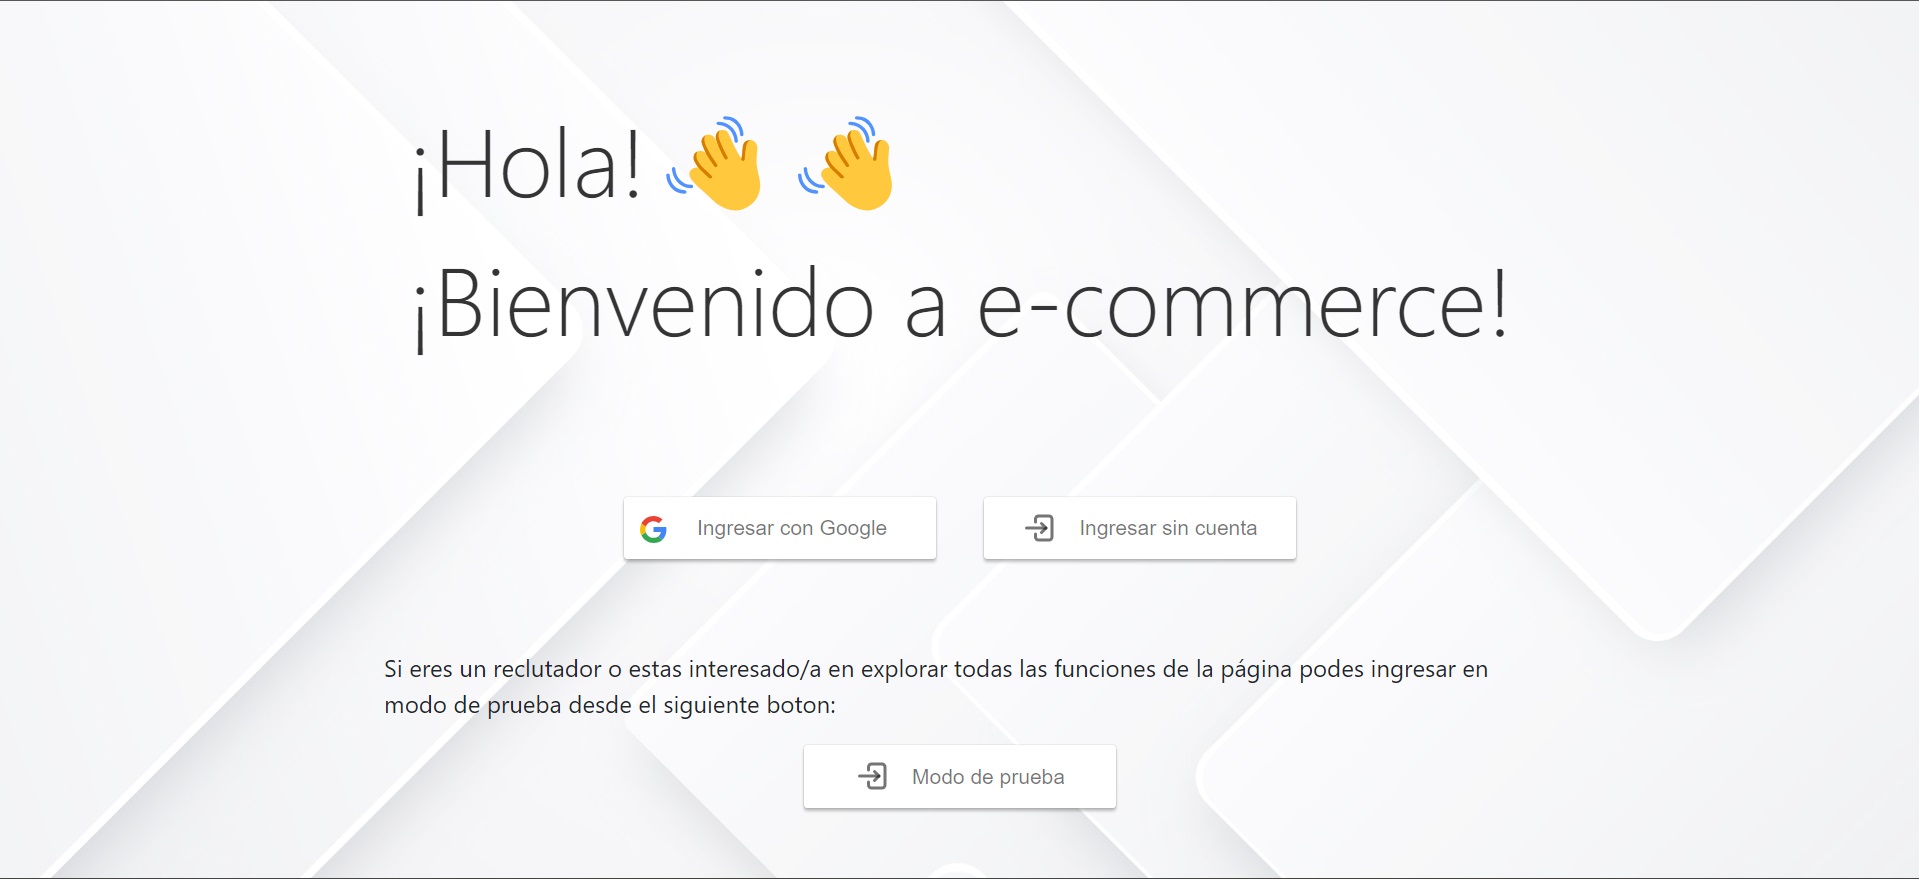 ¡Hola! 👋 👋
¡Bienvenido a e-commerce!
Ingresar con Google
Ingresar sin cuenta
Si eres un reclutador o estas interesado/a en explorar todas las funciones de la página podes ingresar en
modo de prueba desde el siguiente boton:
Modo de prueba